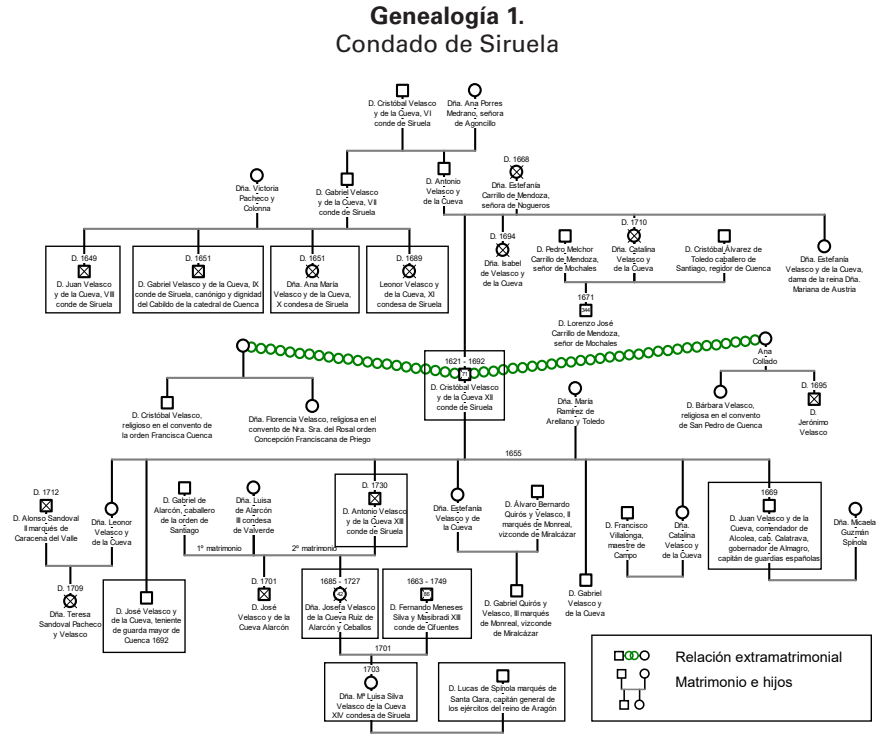 Genealogía 1.
Condado de Siruela
D. Cristóbal Velasco
y de la Cueva, VI
conde de Siruela
Dña. Ana Porres
Medrano, señora
de Agoncillo
Dña. Victoria
Pacheco y
Colonna
D. Gabriel Velasco
y de la Cueva, VII
conde de Siruela
D. Antonio
Velasco y
de la Cueva
D. 1668
Dña. Estefanía
Carrillo de Mendoza,
señora de Nogueros
D. 1649
D. Juan Velasco
y de la Cueva, VIII
conde de Siruela
D. 1651
D. Gabriel Velasco y de la Cueva, IX
conde de Siruela, canónigo y dignidad
del Cabildo de la catedral de Cuenca
D. 1651
Dña. Ana María
Velasco y de la Cueva,
X condesa de Siruela
D. 1689
Leonor Velasco y
de la Cueva, XI
condesa de Siruela
D. 1694
Dña. Isabel
de Velasco y
de la Cueva
D. Pedro Melchor
Carrillo de Mendoza,
señor de Mochales
D. 1710
Dña. Catalina
Velasco y
de la Cueva
D. Cristóbal Álvarez de
Toledo caballero de
Santiago, regidor de Cuenca
Dña. Estefanía
Velasco y de la Cueva,
dama de la reina Dña.
Mariana de Austria
1671
344
D. Lorenzo José
Carrillo de Mendoza,
señor de Mochales
D. Cristóbal Velasco,
religioso en el convento de
la orden Francisca Cuenca
Dña. Florencia Velasco, religiosa en el
convento de Nra. Sra. del Rosal orden
Concepción Franciscana de Priego
1621 - 1692
71
D. Cristóbal Velasco
y de la Cueva XII
conde de Siruela
Dña. María
Ramírez de
Arellano y Toledo
Ana
Collado
D. Bárbara Velasco,
religiosa en el convento
de San Pedro de Cuenca
D. 1695
D.
Jerónimo
Velasco
1655
D. 1712
D. Alonso Sandoval
II marqués de
Caracena del Valle
Dña. Leonor
Velasco y
de la Cueva
D. Gabriel de
Alarcón, caballero
de la orden de
Santiago
Dña. Luisa
de Alarcón
III condesa
de Valverde
D. 1730
D. Antonio Velasco
y de la Cueva XIII
conde de Siruela
Dña. Estefanía
Velasco y de
la Cueva
D. Álvaro Bernardo
Quirós y Velasco, II
marqués de Monreal,
vizconde de Miralcázar
D. Francisco
Villalonga,
maestre de
Campo
Dña.
Catalina
Velasco y
de la Cueva
1669
D. Juan Velasco y de la
Cueva, comendador de
Alcolea, cab. Calatrava,
gobernador de Almagro,
capitán de guardias españolas
Dña. Micaela
Guzmán
Spínola
1º matrimonio
2º matrimonio
D. 1709
Dña. Teresa
Sandoval Pacheco
y Velasco
D. José Velasco y
de la Cueva, teniente
de guarda mayor de
Cuenca 1692
D. 1701
D. José
Velasco y de la
Cueva Alarcón
1685 - 1727
42
Dña. Josefa Velasco
de la Cueva Ruiz de
Alarcón y Ceballos
1663 - 1749
86
D. Fernando Meneses
Silva y Masibradi XIII
conde de Cifuentes
D. Gabriel Quirós y
Velasco, III marqués
de Monreal, vizconde
de Miralcázar
D. Gabriel
Velasco y
de la Cueva
1701
1703
Dña. Mª Luisa Silva
Velasco de la Cueva
XIV condesa de Siruela
D. Lucas de Spínola marqués de
Santa Clara, capitán general de
los ejércitos del reino de Aragón
Relación extramatrimonial
Matrimonio e hijos